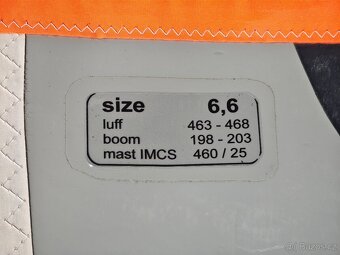 size 6,6
luff 463 - 468
boom 198 - 203
mast IMCS 460 / 25